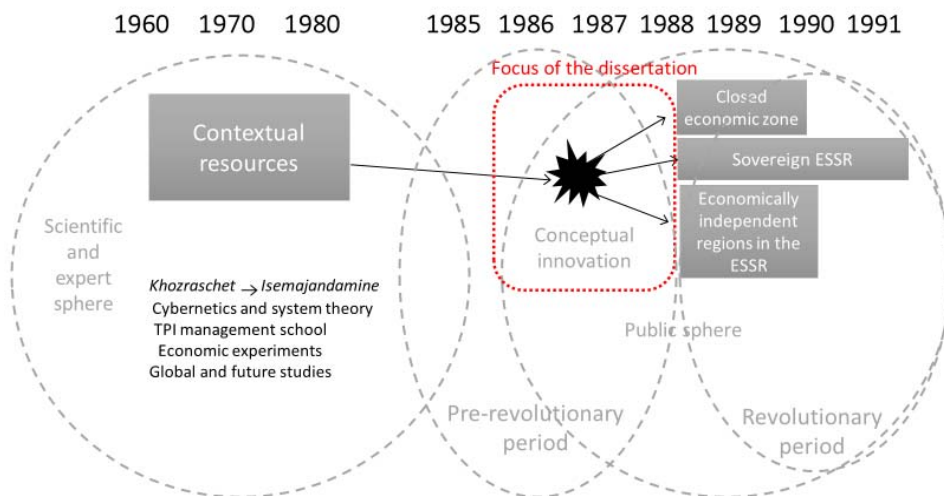 1960 1970 1980 1985 1986 1987 1988 1989 1990 1991
Focus of the dissertation
Contextual
resources
Closed
economic zone
Sovereign ESSR
Economically
independent
regions in the
ESSR
Scientific
and
expert
sphere
Conceptual
innovation
Khozraschet → Isemajandamine
Cybernetics and system theory
TPI management school
Economic experiments
Global and future studies
Public sphere
Pre-revolutionary
period
Revolutionary
period